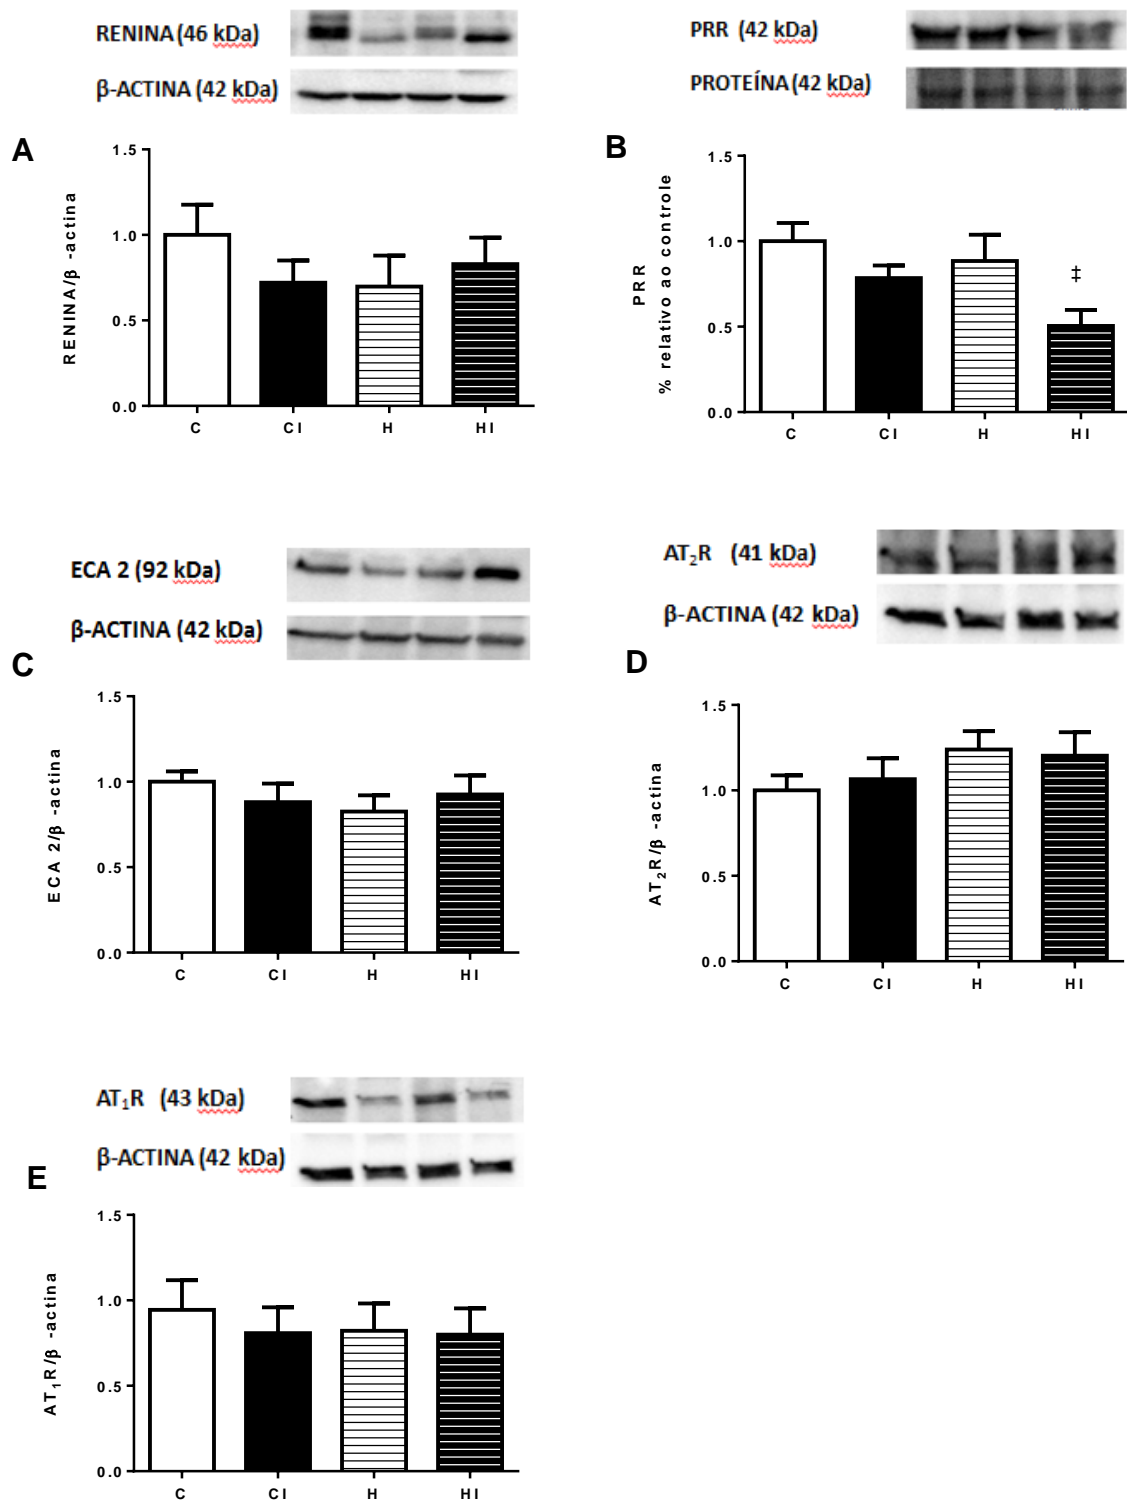 RENINA (46 kDa)
β-ACTINA (42 kDa)
A
1.5
1.0
0.5
0.0
RENINA/β -actina
C CI H HI
PRR (42 kDa)
PROTEÍNA (42 kDa)
B
1.5
1.0
0.5
0.0
PRR
% relativo ao controle
‡
C CI H HI
ECA 2 (92 kDa)
β-ACTINA (42 kDa)
C
1.5
1.0
0.5
0.0
ECA 2/β -actina
C CI H HI
AT₂R (41 kDa)
β-ACTINA (42 kDa)
D
1.5
1.0
0.5
0.0
AT₂R/β -actina
C CI H HI
AT₁R (43 kDa)
β-ACTINA (42 kDa)
E
1.5
1.0
0.5
0.0
AT₁R/β -actina
C CI H HI